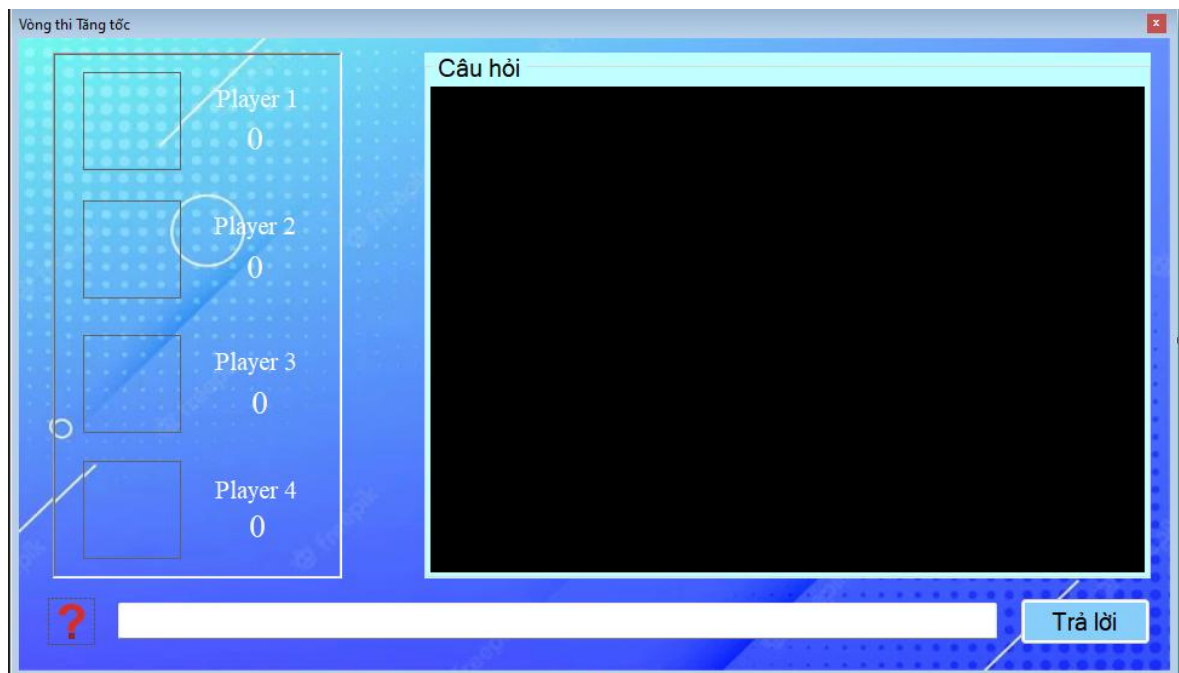 Vòng thi Tăng tốc
x
Player 1
0
Player 2
0
Player 3
0
Player 4
0
Câu hỏi
?
Trả lời